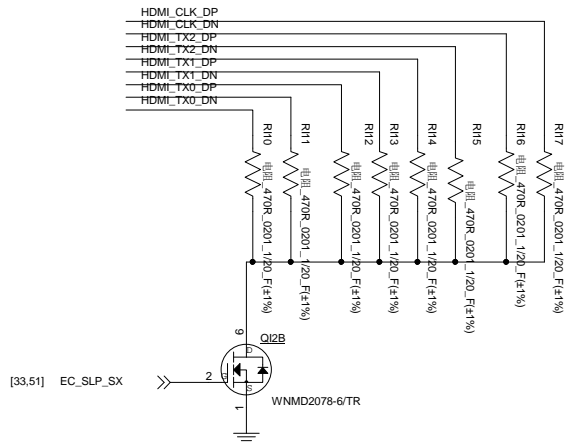 HDMI_CLK_DP
HDMI_CLK_DN
HDMI_TX2_DP
HDMI_TX2_DN
HDMI_TX1_DP
HDMI_TX1_DN
HDMI_TX0_DP
HDMI_TX0_DN
RI10
RI11
RI12
RI13
RI14
RI15
RI16
RI17
电阻_470R_0201_1/20_F(±1%)
电阻_470R_0201_1/20_F(±1%)
电阻_470R_0201_1/20_F(±1%)
电阻_470R_0201_1/20_F(±1%)
电阻_470R_0201_1/20_F(±1%)
电阻_470R_0201_1/20_F(±1%)
电阻_470R_0201_1/20_F(±1%)
电阻_470R_0201_1/20_F(±1%)
6
QI2B
D
[33,51] EC_SLP_SX
2
G
S
1
WNMD2078-6/TR